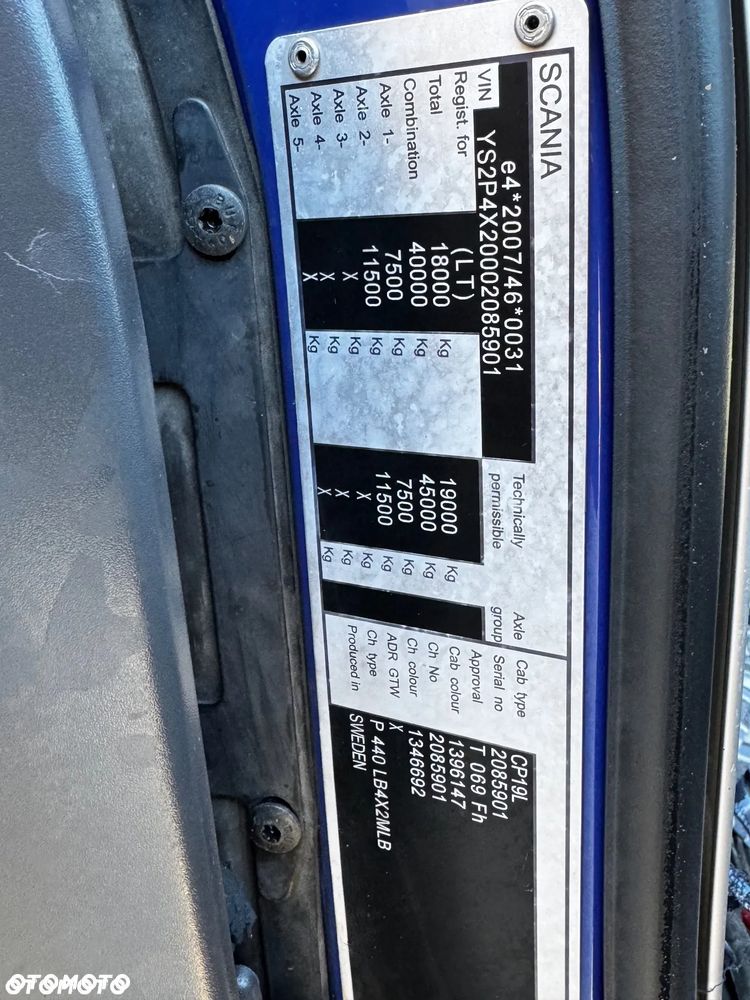 SCANIA
e4*2007/46*0031
VIN YS2P4X20002085901
Regist. for (LT) Technically permissible Axle group
Total 18000 Kg 19000 Kg
Combination 40000 Kg 45000 Kg
Axle 1- 7500 Kg 7500 Kg
Axle 2- 11500 Kg 11500 Kg
Axle 3- X Kg X Kg
Axle 4- X Kg X Kg
Axle 5- X Kg X Kg
Cab type CP19L
Serial no 2085901
Approval T 069 Fh
Cab colour 1396147
Ch No 2085901
Ch colour 1346692
ADR GTW X
Ch type P 440 LB4X2MLB
Produced in SWEDEN
OTOMOTO